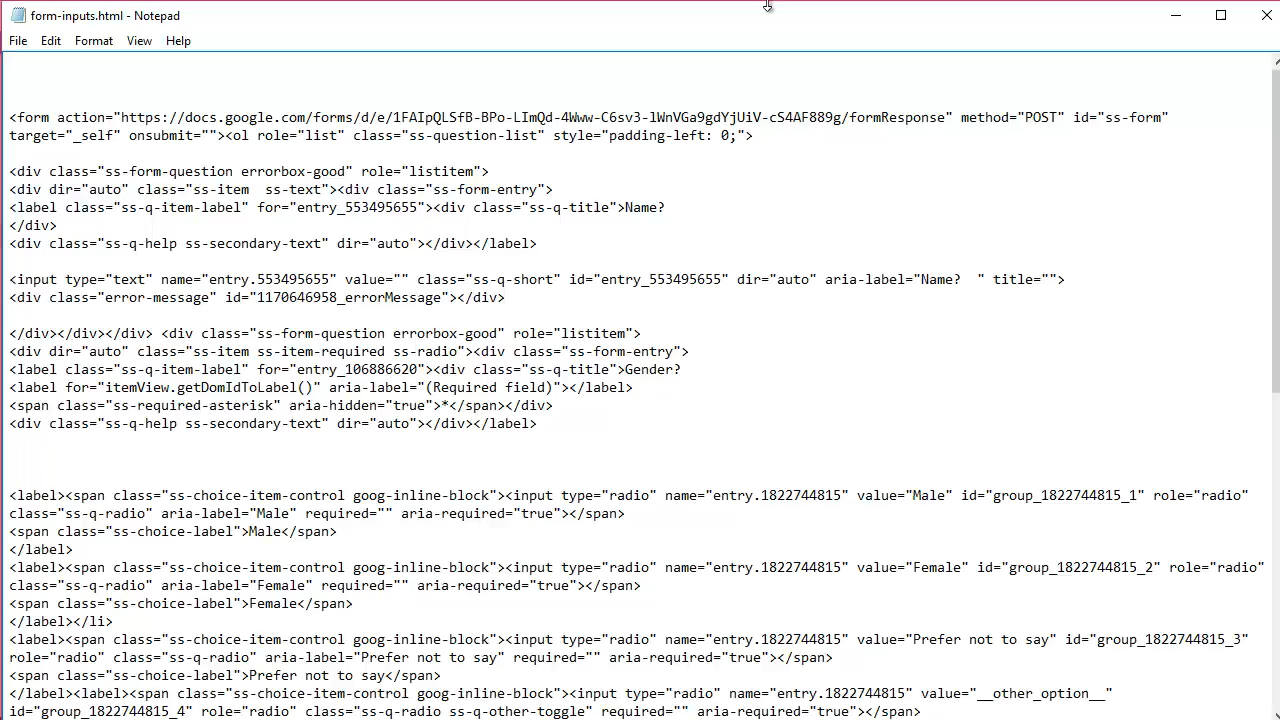 form-inputs.html - Notepad
File Edit Format View Help
<form action="https://docs.google.com/forms/d/e/1FAIpQLSfB-BPo-LImQd-4Www-C6sv3-lWnVGa9gdYjUiV-cS4AF889g/formResponse" method="POST" id="ss-form"
target="_self" onsubmit=""><ol role="list" class="ss-question-list" style="padding-left: 0;">
<div class="ss-form-question errorbox-good" role="listitem">
<div dir="auto" class="ss-item  ss-text"><div class="ss-form-entry">
<label class="ss-q-item-label" for="entry_553495655"><div class="ss-q-title">Name?
</div>
<div class="ss-q-help ss-secondary-text" dir="auto"></div></label>
<input type="text" name="entry.553495655" value="" class="ss-q-short" id="entry_553495655" dir="auto" aria-label="Name?  " title="">
<div class="error-message" id="1170646958_errorMessage"></div>
</div></div></div> <div class="ss-form-question errorbox-good" role="listitem">
<div dir="auto" class="ss-item ss-item-required ss-radio"><div class="ss-form-entry">
<label class="ss-q-item-label" for="entry_106886620"><div class="ss-q-title">Gender?
<label for="itemView.getDomIdToLabel()" aria-label="(Required field)"></label>
<span class="ss-required-asterisk" aria-hidden="true">*</span></div>
<div class="ss-q-help ss-secondary-text" dir="auto"></div></label>
<label><span class="ss-choice-item-control goog-inline-block"><input type="radio" name="entry.1822744815" value="Male" id="group_1822744815_1" role="radio"
class="ss-q-radio" aria-label="Male" required="" aria-required="true"></span>
<span class="ss-choice-label">Male</span>
</label>
<label><span class="ss-choice-item-control goog-inline-block"><input type="radio" name="entry.1822744815" value="Female" id="group_1822744815_2" role="radio"
class="ss-q-radio" aria-label="Female" required="" aria-required="true"></span>
<span class="ss-choice-label">Female</span>
</label></li>
<label><span class="ss-choice-item-control goog-inline-block"><input type="radio" name="entry.1822744815" value="Prefer not to say" id="group_1822744815_3"
role="radio" class="ss-q-radio" aria-label="Prefer not to say" required="" aria-required="true"></span>
<span class="ss-choice-label">Prefer not to say</span>
</label><label><span class="ss-choice-item-control goog-inline-block"><input type="radio" name="entry.1822744815" value="__other_option__"
id="group_1822744815_4" role="radio" class="ss-q-radio ss-q-other-toggle" required="" aria-required="true"></span>